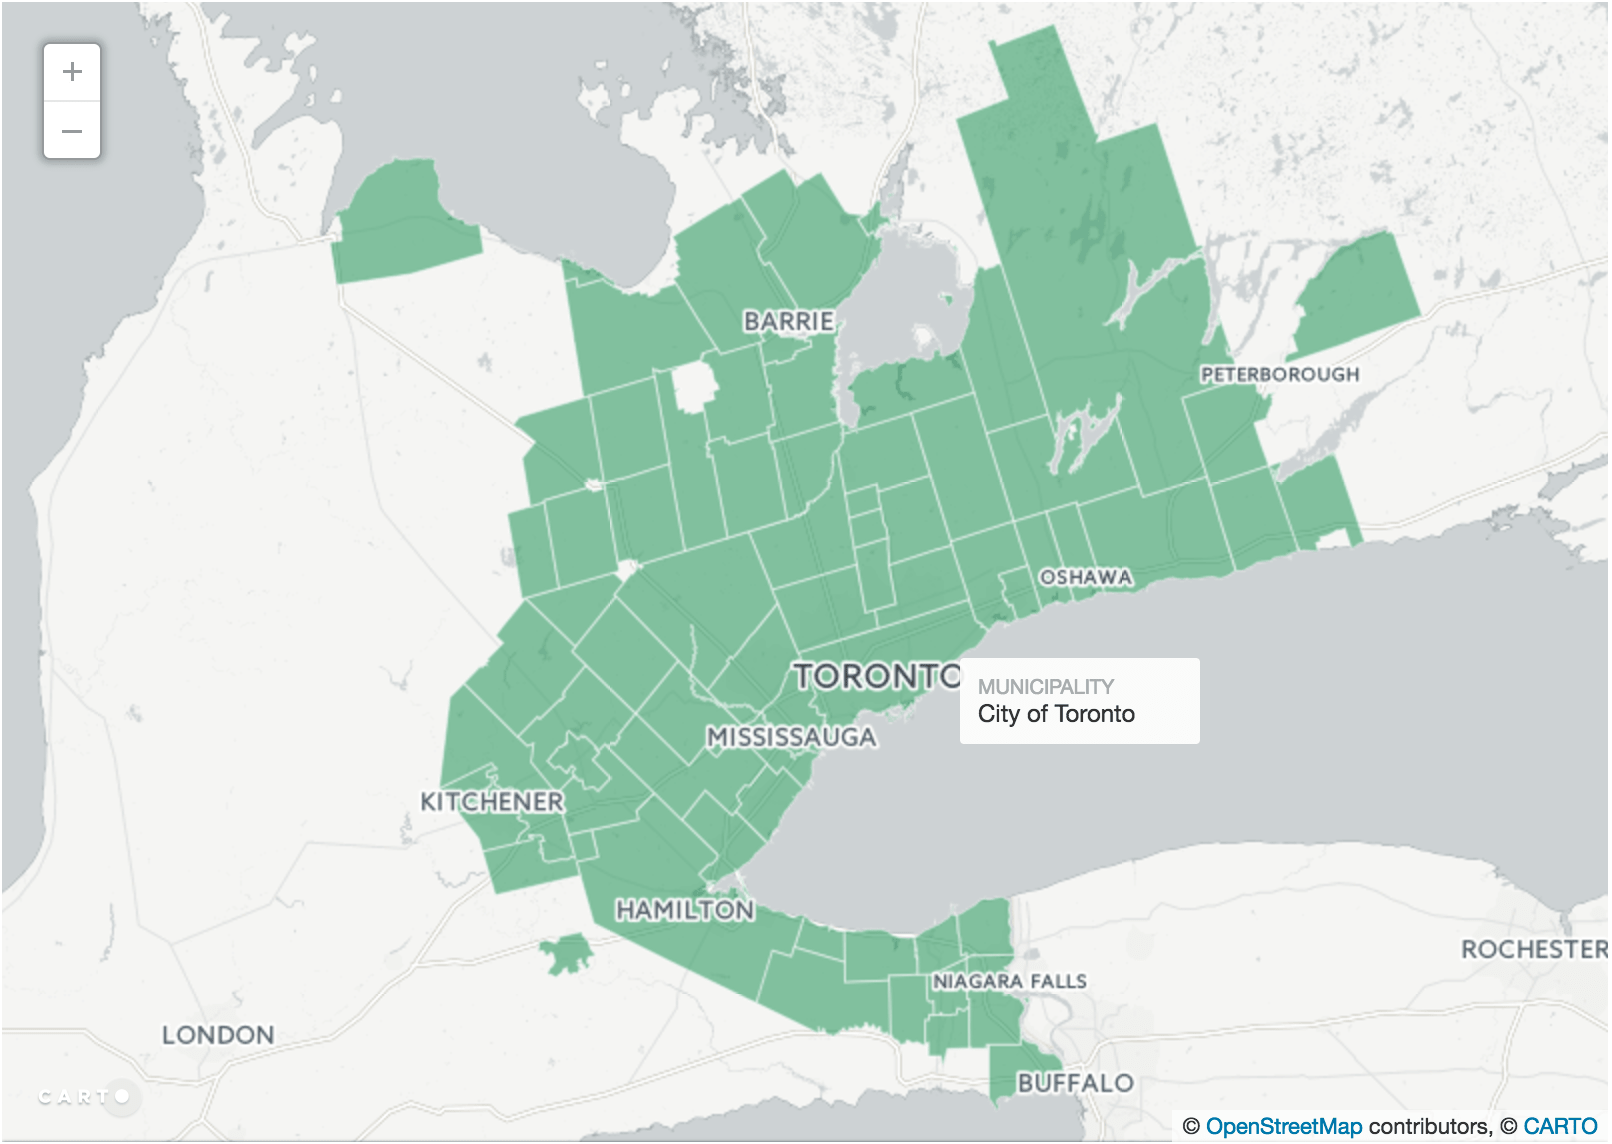 +
−
BARRIE
PETERBOROUGH
OSHAWA
TORONTO
MUNICIPALITY
City of Toronto
MISSISSAUGA
KITCHENER
HAMILTON
ROCHESTER
NIAGARA FALLS
LONDON
BUFFALO
CARTO
© OpenStreetMap contributors, © CARTO